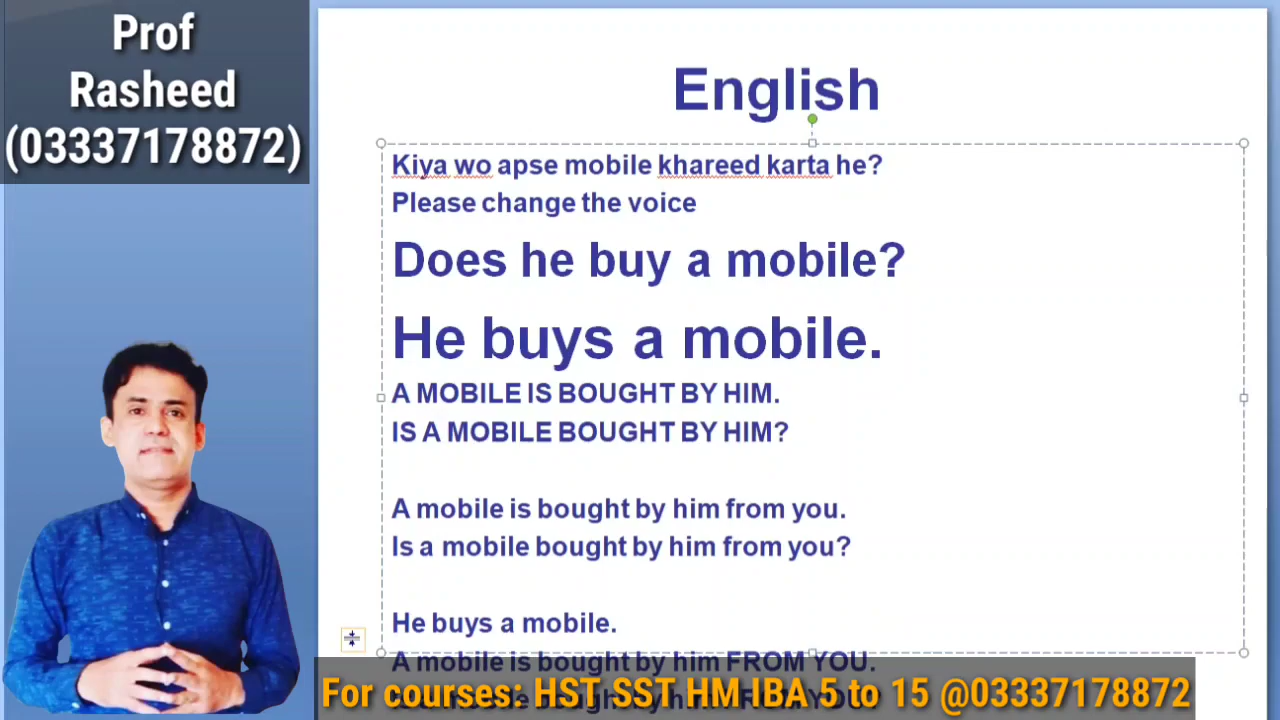 Prof
Rasheed
(03337178872)
English
Kiya wo apse mobile khareed karta he?
Please change the voice
Does he buy a mobile?
He buys a mobile.
A MOBILE IS BOUGHT BY HIM.
IS A MOBILE BOUGHT BY HIM?
A mobile is bought by him from you.
Is a mobile bought by him from you?
He buys a mobile.
A mobile is bought by him FROM YOU.
For courses: HST SST HM IBA 5 to 15 @03337178872